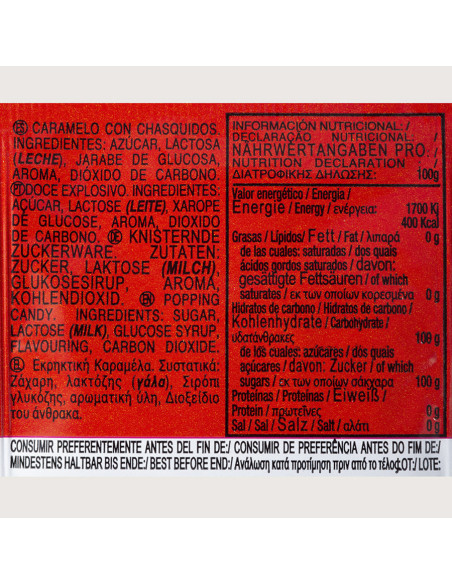 ES CARAMELO CON CHASQUIDOS.
INGREDIENTES: AZÚCAR, LACTOSA
(LECHE), JARABE DE GLUCOSA,
AROMA, DIÓXIDO DE CARBONO.
PT DOCE EXPLOSIVO INGREDIENTES:
AÇÚCAR, LACTOSE (LEITE), XAROPE
DE GLUCOSE, AROMA, DIOXIDO
DE CARBONO. DE KNISTERNDE
ZUCKERWARE. ZUTATEN:
ZUCKER, LAKTOSE (MILCH),
GLUKOSESIRUP, AROMA,
KOHLENDIOXID. EN POPPING
CANDY. INGREDIENTS: SUGAR,
LACTOSE (MILK), GLUCOSE SYRUP,
FLAVOURING, CARBON DIOXIDE.
EL Εκρηκτική Καραμέλα. Συστατικά:
Ζάχαρη, λακτόζης (γάλα), Σιρόπι
γλυκόζης, αρωματική ύλη, Διοξείδιο
του άνθρακα.
INFORMACIÓN NUTRICIONAL:/
DECLARAÇÃO NUTRICIONAL:/
NÄHRWERTANGABEN PRO /
NUTRITION DECLARATION /
ΔΙΑΤΡΟΦΙΚΗΣ ΔΗΛΩΣΗΣ: 100g
Valor energético / Energia /
Energie / Energy / ενέργεια: 1700 Kj
400 Kcal
Grasas / Lípidos/ Fett / Fat / λιπαρά 0 g
de las cuales: saturadas / dos quais
ácidos gordos saturados / davon:
gesättigte Fettsäuren / of which
saturates / εκ των οποίων κορεσμένα 0 g
Hidratos de carbono / Hidratos de carbono /
Kohlenhydrate / Carbohydrate/
υδατάνθρακες 100 g
de los cuales: azúcares / dos quais
açúcares / davon: Zucker / of which
sugars / εκ των οποίων σάκχαρα 100 g
Proteínas / Proteínas / Eiweiß /
Protein / πρωτεΐνες 0 g
Sal / Sal / Salz / Salt / αλάτι 0 g
CONSUMIR PREFERENTEMENTE ANTES DEL FIN DE:/ CONSUMIR DE PREFERÊNCIA ANTES DO FIM DE:/
MINDESTENS HALTBAR BIS ENDE:/ BEST BEFORE END:/ Ανάλωση κατά προτίμηση πριν από το τέλος: LOT:/ LOTE: